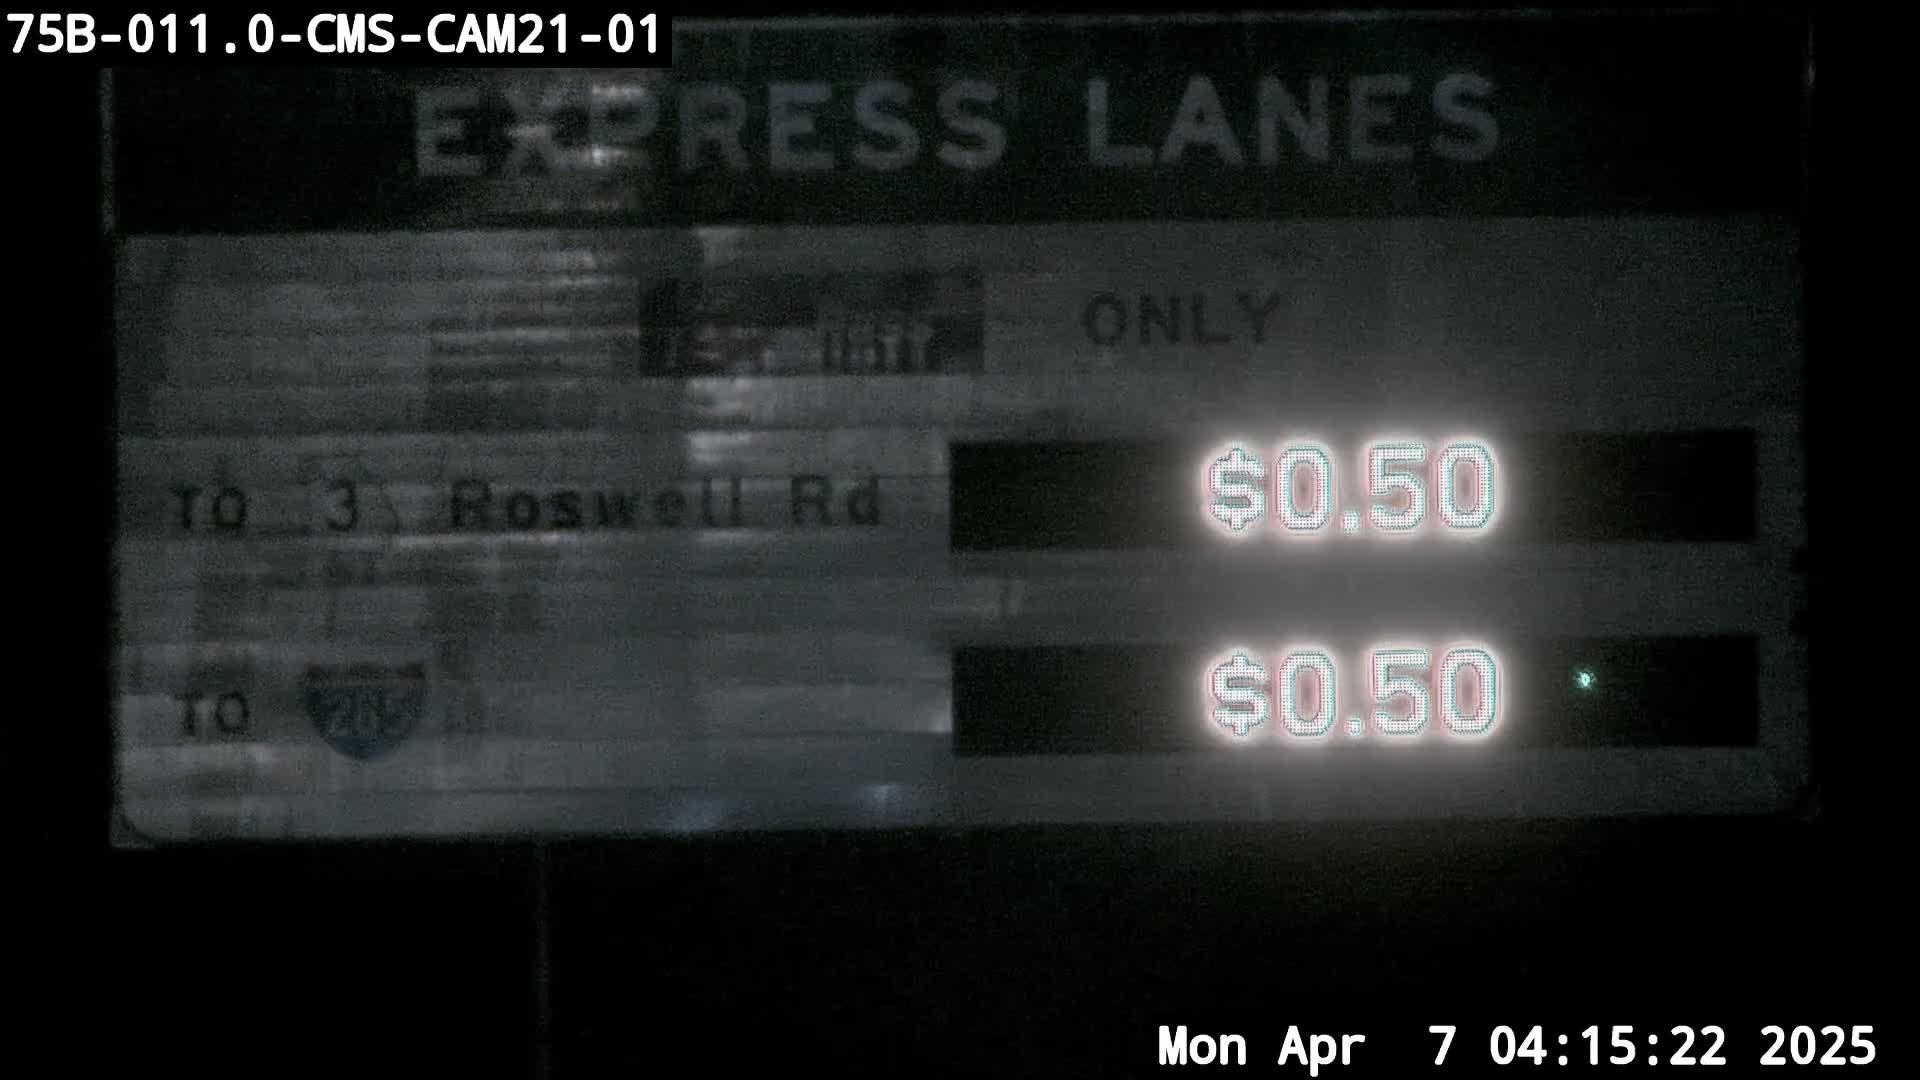 75B-011.0-CMS-CAM21-01
EXPRESS LANES
ONLY
TO 3 Roswell Rd $0.50
TO $0.50
Mon Apr 7 04:15:22 2025